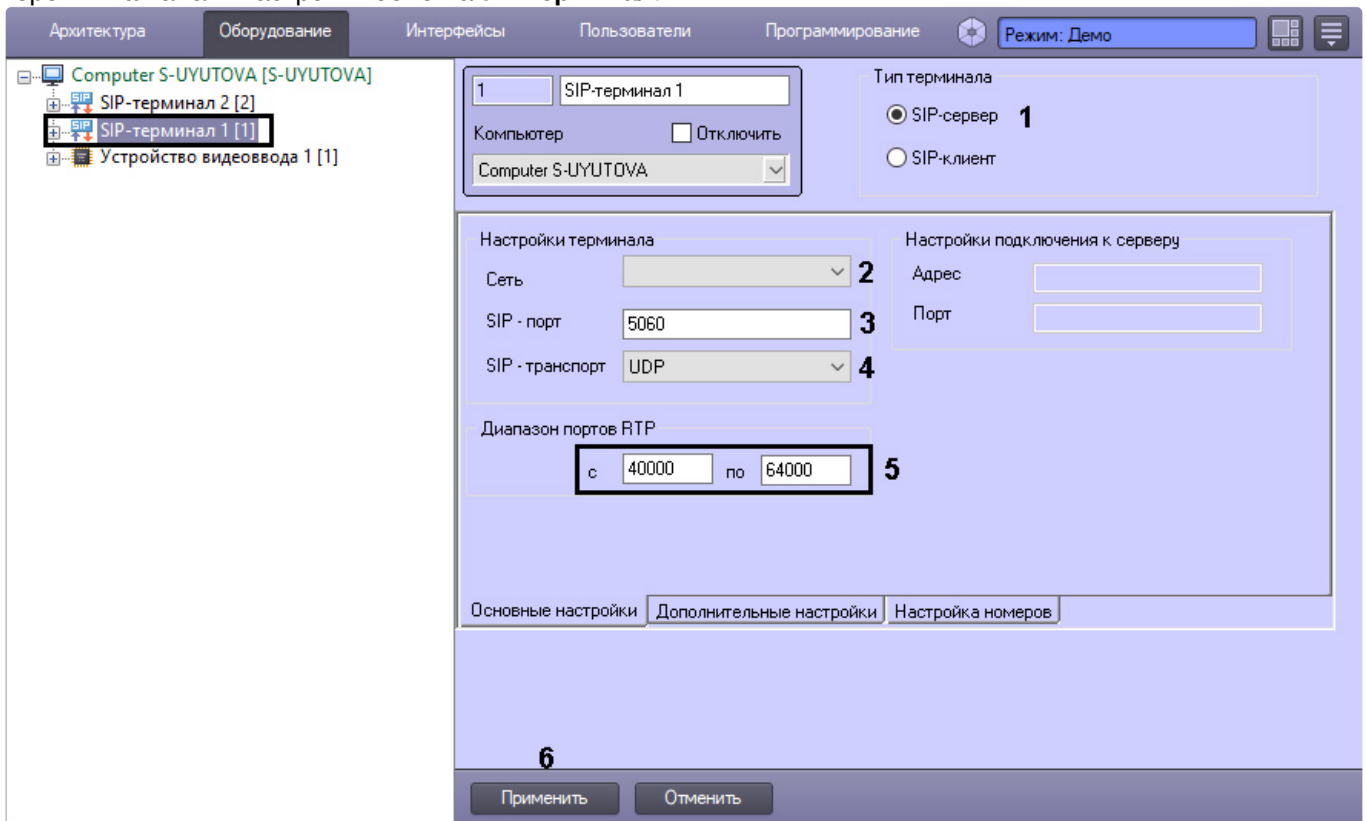 Архитектура Оборудование Интерфейсы Пользователи Программирование Режим: Демо
Computer S-UYUTOVA [S-UYUTOVA]
SIP-терминал 2 [2]
SIP-терминал 1 [1]
Устройство видеоввода 1 [1]
1 SIP-терминал 1
Компьютер Отключить
Computer S-UYUTOVA
Тип терминала
SIP-сервер 1
SIP-клиент
Настройки терминала
Сеть 2
SIP - порт 5060 3
SIP - транспорт UDP 4
Настройки подключения к серверу
Адрес
Порт
Диапазон портов RTP
с 40000 по 64000 5
Основные настройки Дополнительные настройки Настройка номеров
6
Применить Отменить